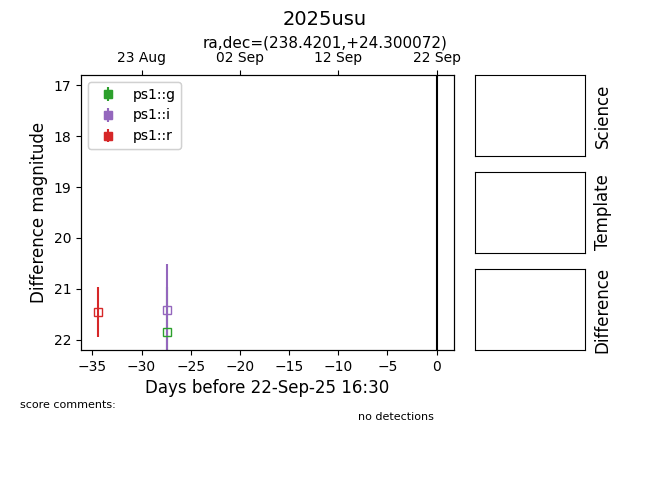 2025usu
ra,dec=(238.4201,+24.300072)
23 Aug 02 Sep 12 Sep 22 Sep
ps1::g
ps1::i
ps1::r
17
18
19
20
21
22
Difference magnitude
−35 −30 −25 −20 −15 −10 −5 0
Days before 22-Sep-25 16:30
Science
Template
Difference
score comments:
no detections